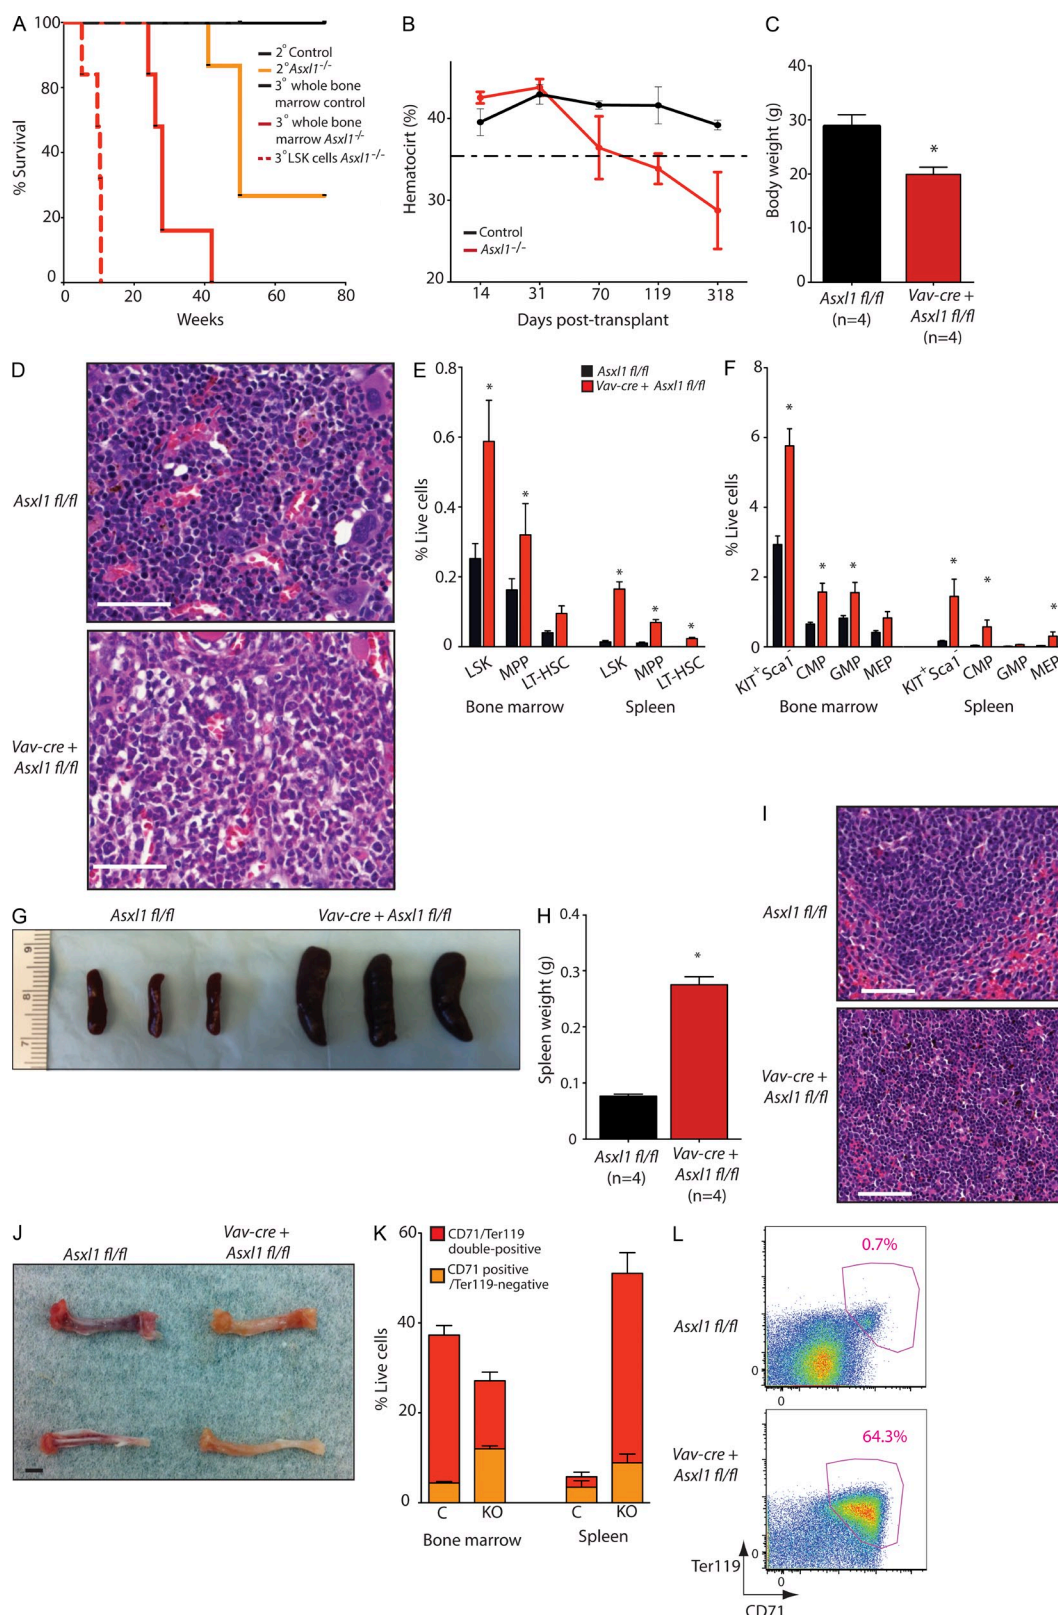 A
% Survival
100
80
60
40
20
0
0 20 40 60 80
Weeks
2° Control
2° Asxl1-/-
3° whole bone
marrow control
3° whole bone
marrow Asxl1-/-
3° LSK cells Asxl1-/-
B
Hematocirt (%)
40
30
20
Control
Asxl1-/-
14 31 70 119 318
Days post-transplant
C
Body weight (g)
40
30
20
10
0
*
Asxl1 fl/fl
(n=4)
Vav-cre +
Asxl1 fl/fl
(n=4)
D
Asxl1 fl/fl
Vav-cre +
Asxl1 fl/fl
E
% Live cells
0.8
0.6
0.4
0.2
0
Asxl1 fl/fl
Vav-cre + Asxl1 fl/fl
* * * * *
LSK MPP LT-HSC LSK MPP LT-HSC
Bone marrow Spleen
F
% Live cells
8
6
4
2
0
* * * * * *
KIT+Sca1- CMP GMP MEP KIT+Sca1- CMP GMP MEP
Bone marrow Spleen
G
Asxl1 fl/fl Vav-cre + Asxl1 fl/fl
9
8
7
H
Spleen weight (g)
0.4
0.3
0.2
0.1
0
*
Asxl1 fl/fl
(n=4)
Vav-cre +
Asxl1 fl/fl
(n=4)
I
Asxl1 fl/fl
Vav-cre +
Asxl1 fl/fl
J
Asxl1 fl/fl
Vav-cre +
Asxl1 fl/fl
K
% Live cells
60
40
20
0
CD71/Ter119
double-positive
CD71 positive
/Ter119-negative
C KO C KO
Bone marrow Spleen
L
Asxl1 fl/fl
0.7%
0
0
Vav-cre +
Asxl1 fl/fl
64.3%
0
0
Ter119
CD71